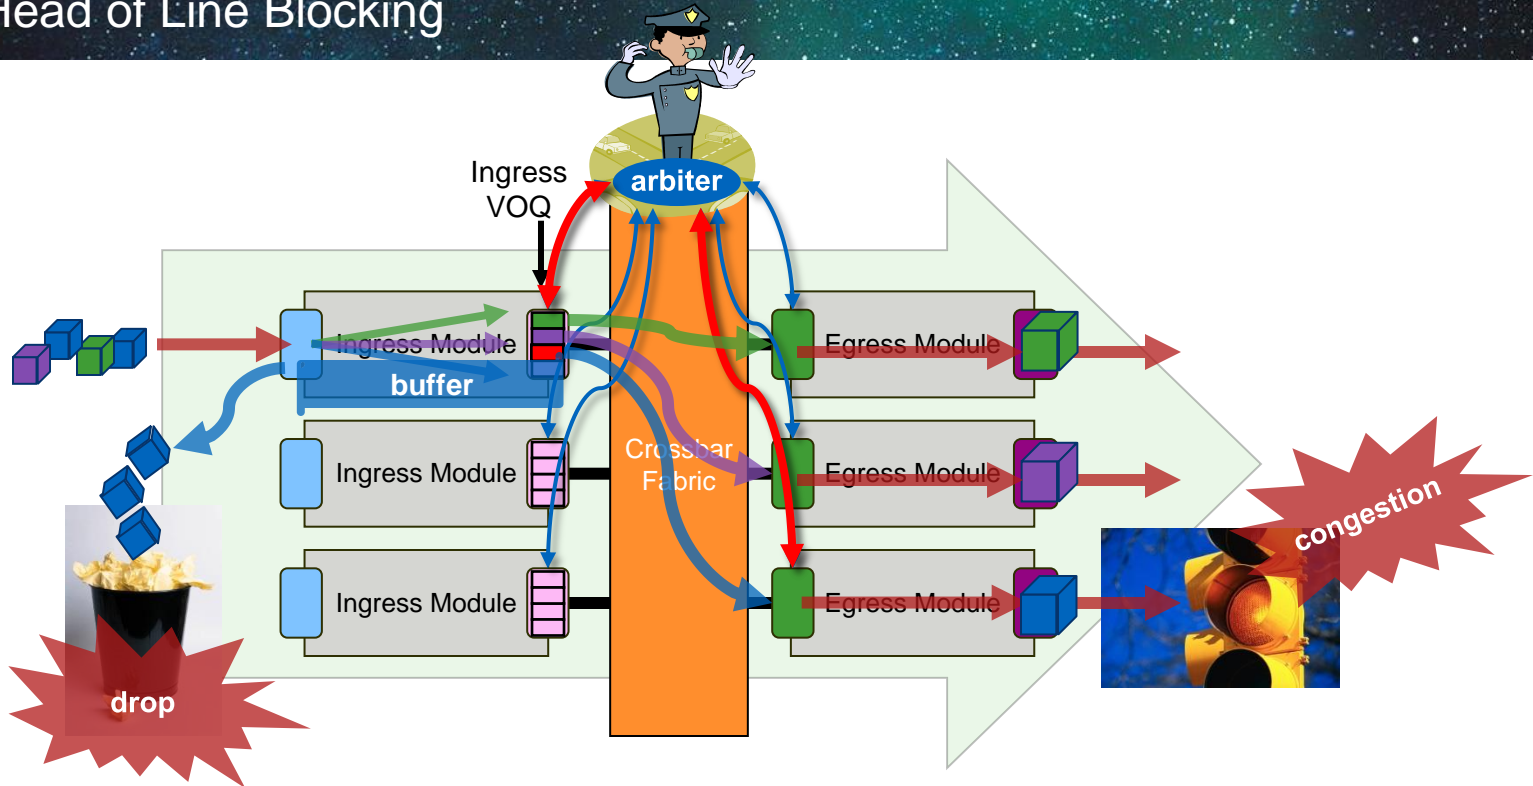 Head of Line Blocking
Ingress
VOQ
arbiter
Ingress Module
buffer
Ingress Module
Ingress Module
Crossbar
Fabric
Egress Module
Egress Module
Egress Module
congestion
drop